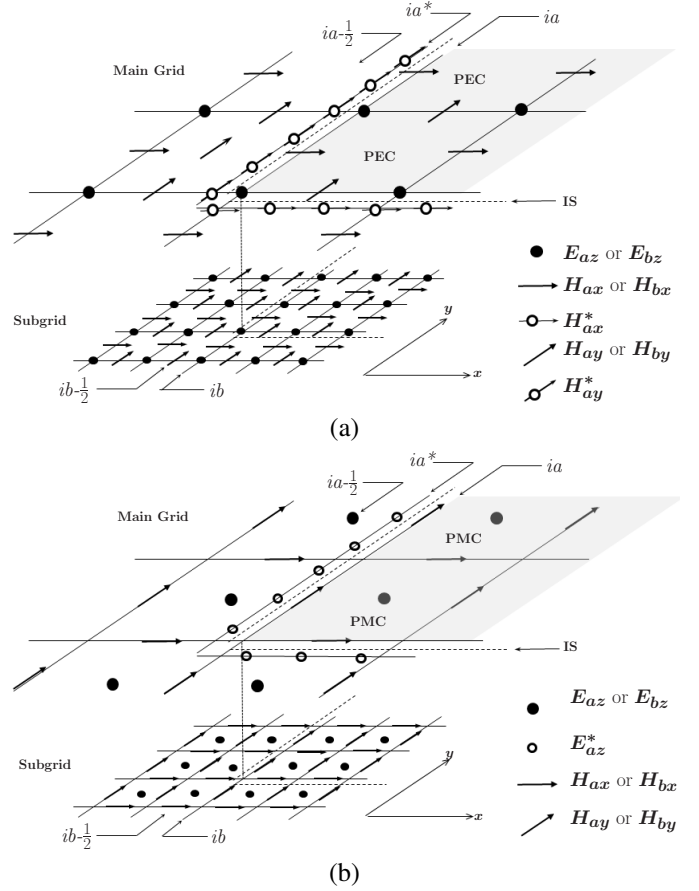 ia*
ia-1/2
ia
Main Grid
PEC
PEC
IS
E_az or E_bz
H_ax or H_bx
H*_ax
H_ay or H_by
H*_ay
Subgrid
y
x
ib-1/2
ib
(a)
ia*
ia-1/2
ia
Main Grid
PMC
PMC
IS
E_az or E_bz
E*_az
H_ax or H_bx
H_ay or H_by
Subgrid
y
x
ib-1/2
ib
(b)